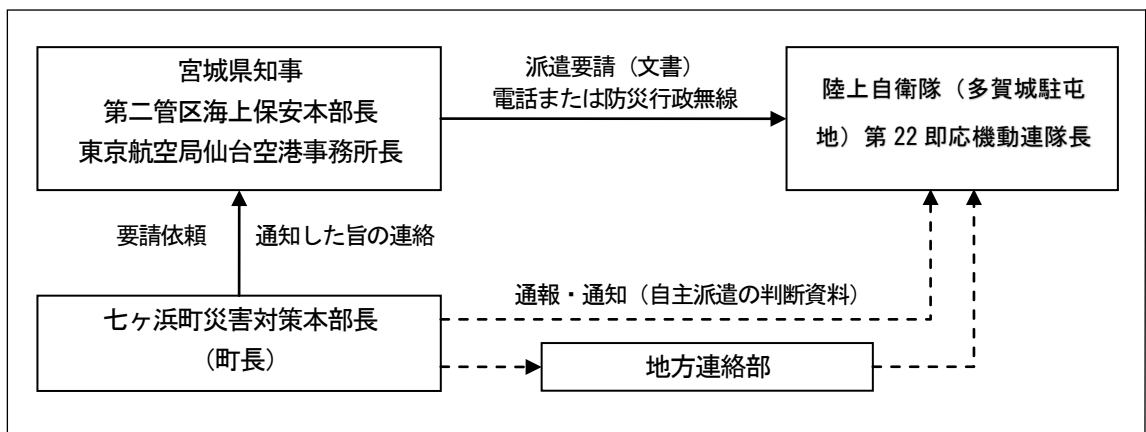 宮城県知事
第二管区海上保安本部長
東京航空局仙台空港事務所長
派遣要請（文書）
電話または防災行政無線
陸上自衛隊（多賀城駐屯
地）第 22 即応機動連隊長
要請依頼
通知した旨の連絡
七ヶ浜町災害対策本部長
（町長）
通報・通知（自主派遣の判断資料）
地方連絡部